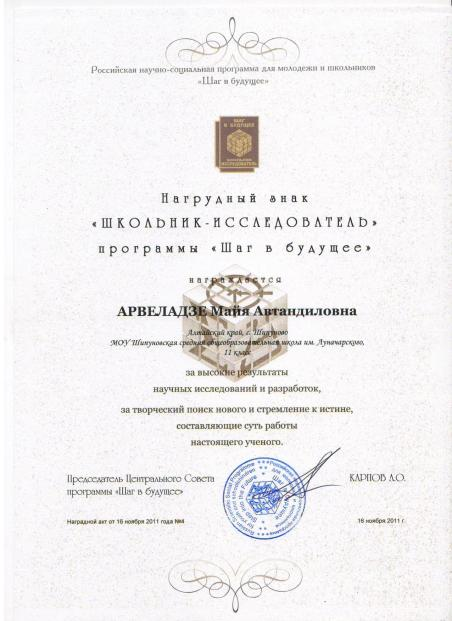 Российская научно-социальная программа для молодежи и школьников
«Шаг в будущее»
ШАГ
В БУДУЩЕЕ
ШКОЛЬНИК
ИССЛЕДОВАТЕЛЬ
Нагрудный знак
«ШКОЛЬНИК-ИССЛЕДОВАТЕЛЬ»
программы «Шаг в будущее»
награждается
АРВЕЛАДЗЕ Майя Автандиловна
Алтайский край, с. Шипуново
МОУ Шипуновская средняя общеобразовательная школа им. Луначарского,
11 класс
за высокие результаты
научных исследований и разработок,
за творческий поиск нового и стремление к истине,
составляющие суть работы
настоящего ученого.
Председатель Центрального Совета
программы «Шаг в будущее»
КАРПОВ А.О.
Наградной акт от 16 ноября 2011 года №4
16 ноября 2011 г.